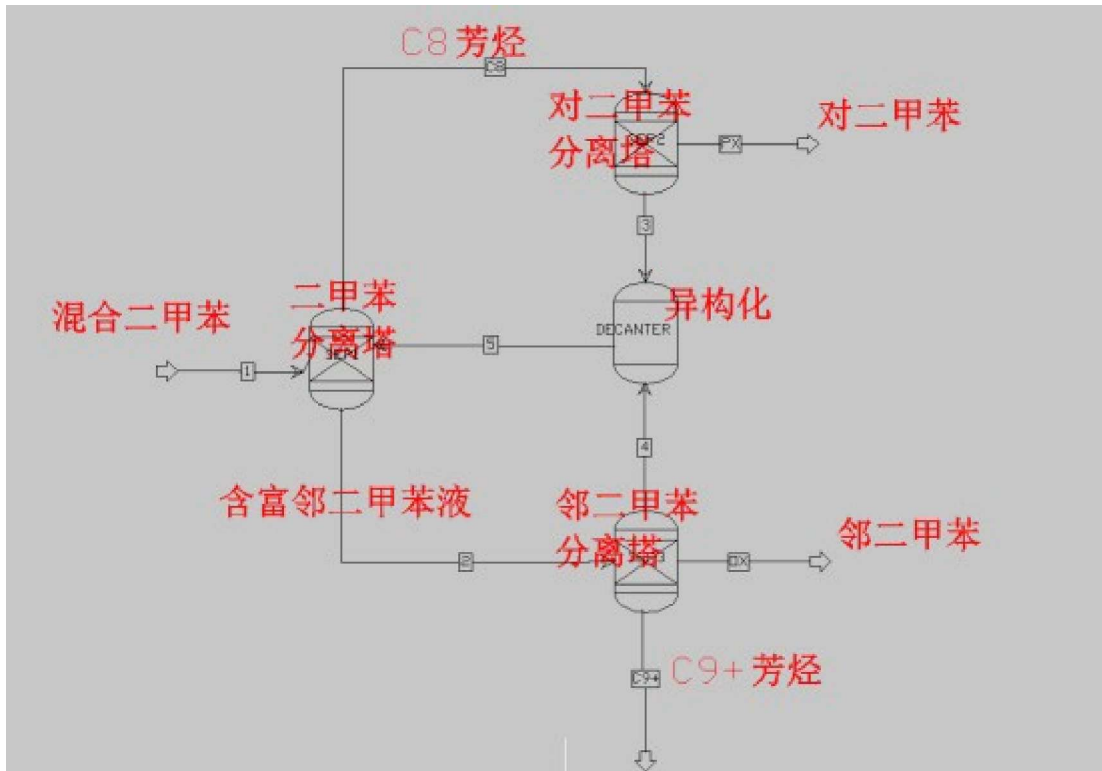 C8 芳烃
C8
对二甲苯
分离塔
对二甲苯
PX
3
二甲苯
分离塔
混合二甲苯
异构化
DECANTER
5
1
4
含富邻二甲苯液
邻二甲苯
分离塔
邻二甲苯
2
OX
C9+
C9+ 芳烃